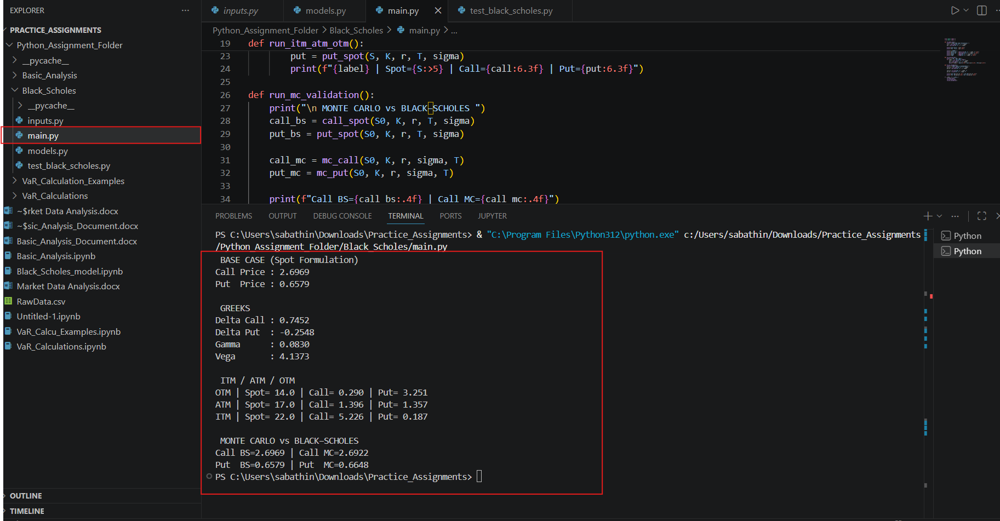 EXPLORER
PRACTICE_ASSIGNMENTS
Python_Assignment_Folder
__pycache__
Basic_Analysis
Black_Scholes
__pycache__
inputs.py
main.py
models.py
test_black_scholes.py
VaR_Calculation_Examples
VaR_Calculations
~$rket Data Analysis.docx
~$sic_Analysis_Document.docx
Basic_Analysis_Document.docx
Basic_Analysis.ipynb
Black_Scholes_model.ipynb
Market Data Analysis.docx
RawData.csv
Untitled-1.ipynb
VaR_Calcu_Examples.ipynb
VaR_Calculations.ipynb
OUTLINE
TIMELINE
inputs.py models.py main.py test_black_scholes.py
Python_Assignment_Folder > Black_Scholes > main.py > ...
19 def run_itm_atm_otm():
23 put = put_spot(S, K, r, T, sigma)
24 print(f"{label} | Spot={S:>5} | Call={call:6.3f} | Put={put:6.3f}")
25
26 def run_mc_validation():
27 print("\n MONTE CARLO vs BLACK–SCHOLES ")
28 call_bs = call_spot(S0, K, r, T, sigma)
29 put_bs = put_spot(S0, K, r, T, sigma)
30
31 call_mc = mc_call(S0, K, r, sigma, T)
32 put_mc = mc_put(S0, K, r, sigma, T)
33
34 print(f"Call BS={call_bs:.4f} | Call MC={call_mc:.4f}")
PROBLEMS OUTPUT DEBUG CONSOLE TERMINAL PORTS JUPYTER
PS C:\Users\sabathin\Downloads\Practice_Assignments> & "C:\Program Files\Python312\python.exe" c:/Users/sabathin/Downloads/Practice_Assignments
/Python_Assignment_Folder/Black_Scholes/main.py
BASE CASE (Spot Formulation)
Call Price : 2.6969
Put  Price : 0.6579
GREEKS
Delta Call : 0.7452
Delta Put  : -0.2548
Gamma      : 0.0830
Vega       : 4.1373
ITM / ATM / OTM
OTM | Spot= 14.0 | Call= 0.290 | Put= 3.251
ATM | Spot= 17.0 | Call= 1.396 | Put= 1.357
ITM | Spot= 22.0 | Call= 5.226 | Put= 0.187
MONTE CARLO vs BLACK–SCHOLES
Call BS=2.6969 | Call MC=2.6922
Put  BS=0.6579 | Put  MC=0.6648
PS C:\Users\sabathin\Downloads\Practice_Assignments>
Python
Python